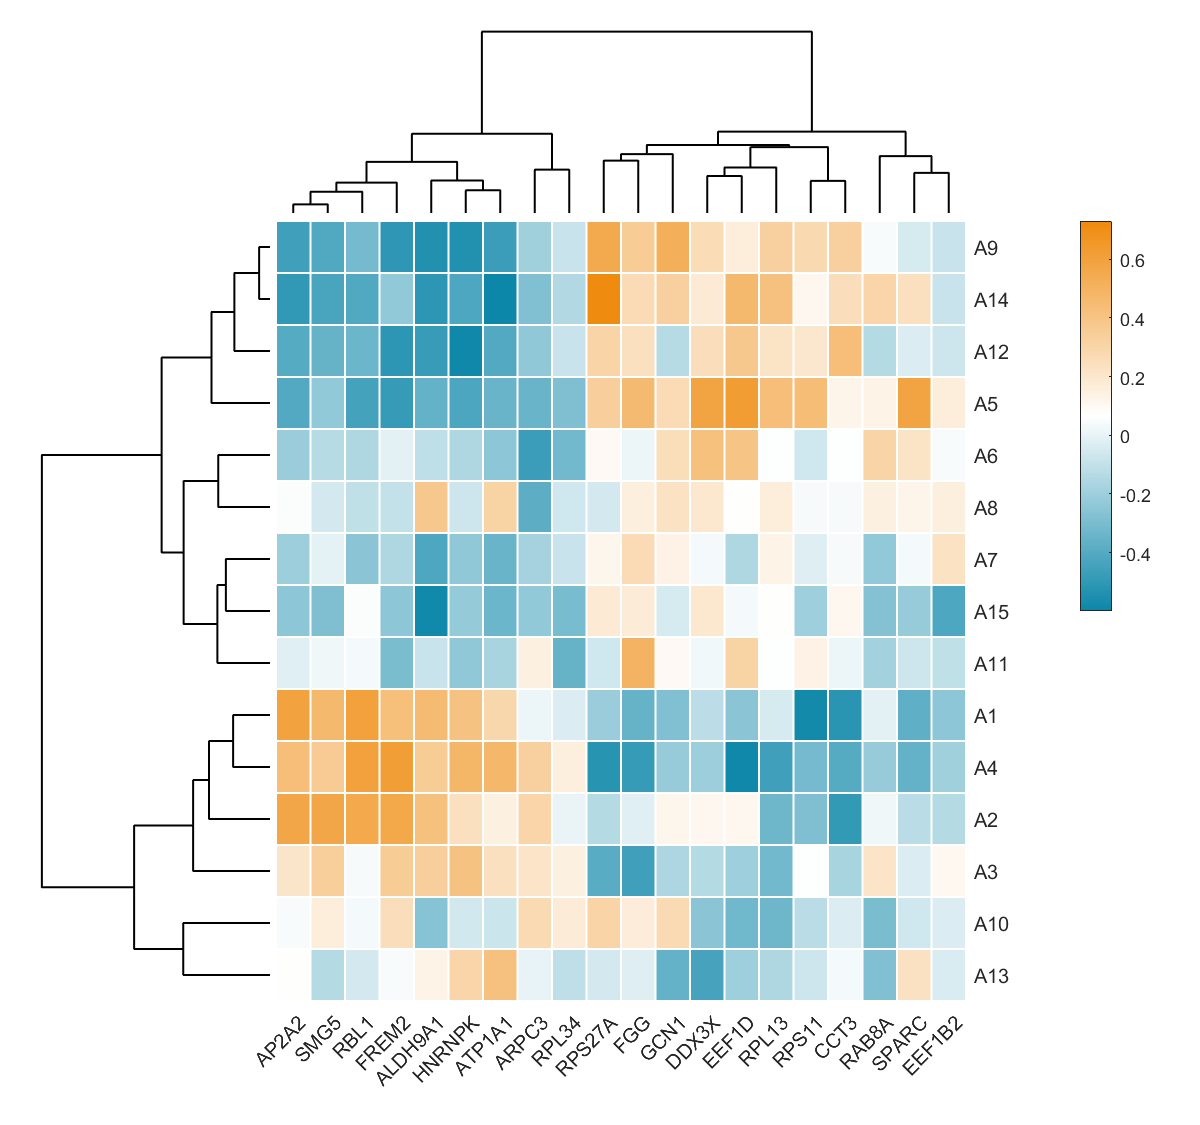 A9
A14
A12
A5
A6
A8
A7
A15
A11
A1
A4
A2
A3
A10
A13
0.6
0.4
0.2
0
-0.2
-0.4
AP2A2
SMG5
RBL1
FREM2
ALDH9A1
HNRNPK
ATP1A1
ARPC3
RPL34
RPS27A
FGG
GCN1
DDX3X
EEF1D
RPL13
RPS11
CCT3
RAB8A
SPARC
EEF1B2